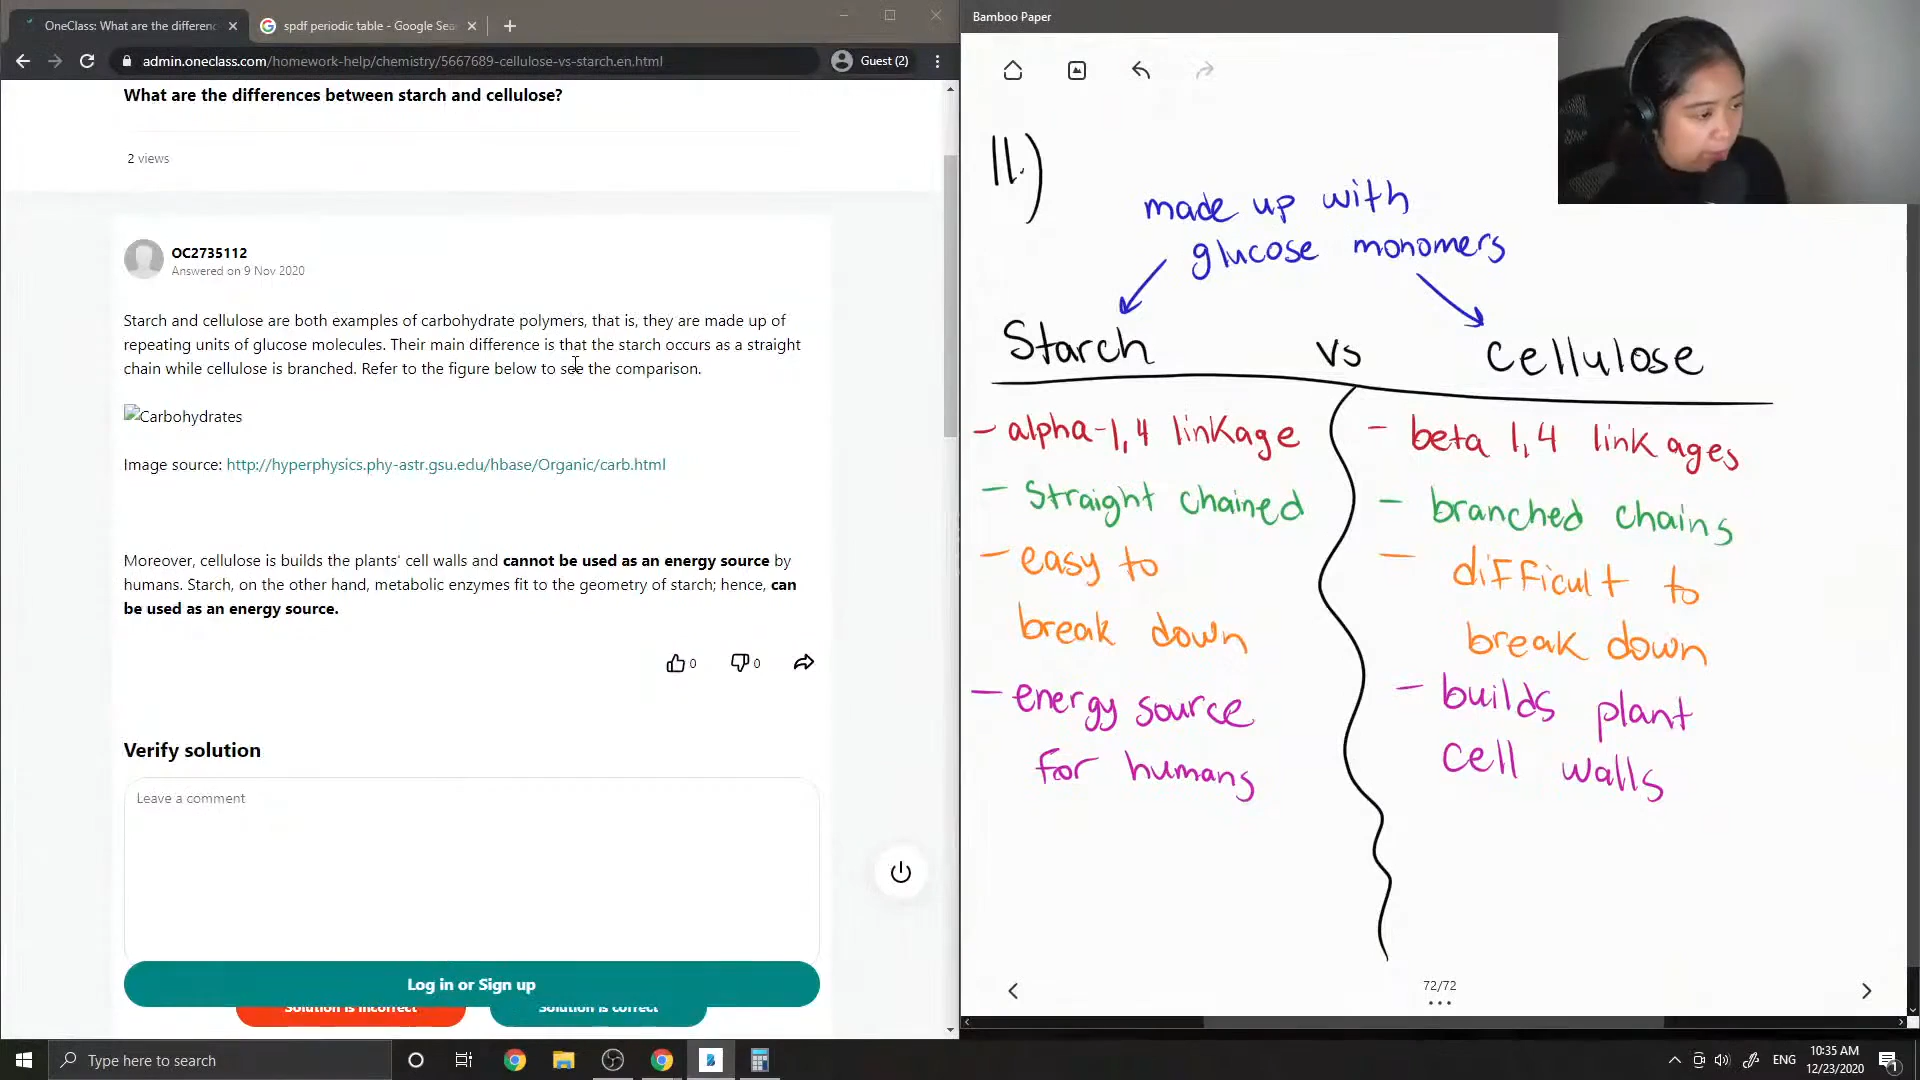 OneClass: What are the differenc
spdf periodic table - Google Sea
admin.oneclass.com/homework-help/chemistry/5667689-cellulose-vs-starch.en.html
Guest (2)
What are the differences between starch and cellulose?
2 views
OC2735112
Answered on 9 Nov 2020
Starch and cellulose are both examples of carbohydrate polymers, that is, they are made up of
repeating units of glucose molecules. Their main difference is that the starch occurs as a straight
chain while cellulose is branched. Refer to the figure below to see the comparison.
Carbohydrates
Image source: http://hyperphysics.phy-astr.gsu.edu/hbase/Organic/carb.html
Moreover, cellulose is builds the plants' cell walls and cannot be used as an energy source by
humans. Starch, on the other hand, metabolic enzymes fit to the geometry of starch; hence, can
be used as an energy source.
0
0
Verify solution
Leave a comment
Log in or Sign up
Solution is incorrect
Solution is correct
Bamboo Paper
11.)
made up with
glucose monomers
Starch vs cellulose
- alpha-1,4 linkage
- Straight chained
- easy to
break down
- energy source
for humans
- beta 1,4 linkages
- branched chains
- difficult to
break down
- builds plant
cell walls
72/72
Type here to search
ENG
10:35 AM
12/23/2020
1